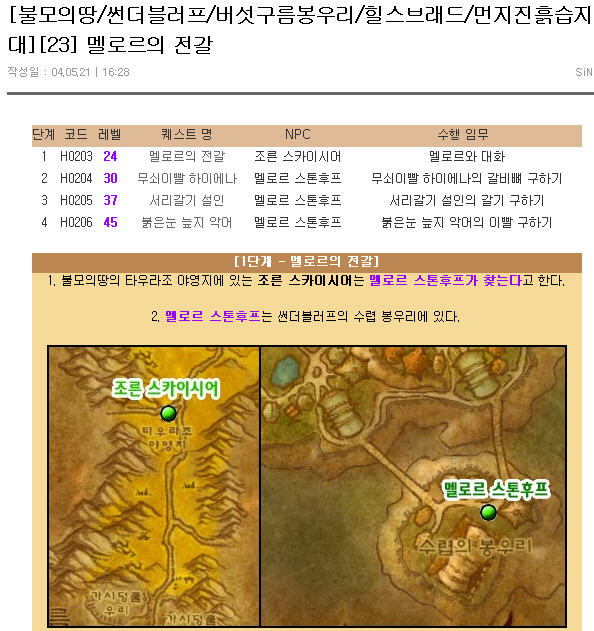 [불모의땅/썬더블러프/버섯구름봉우리/힐스브래드/먼지진흙습지
대][23] 멜로르의 전갈
작성일 : 04,05,21 | 16:28 SiN
단계 코드 레벨 퀘스트 명 NPC 수행 임무
1 H0203 24 멜로르의 전갈 조른 스카이시어 멜로르와 대화
2 H0204 30 무쇠이빨 하이에나 멜로르 스톤후프 무쇠이빨 하이에나의 갈비뼈 구하기
3 H0205 37 서리갈기 설인 멜로르 스톤후프 서리갈기 설인의 갈기 구하기
4 H0206 45 붉은눈 늪지 악어 멜로르 스톤후프 붉은눈 늪지 악어의 이빨 구하기
[1단계 - 멜로르의 전갈]
1. 불모의땅의 타우라조 야영지에 있는 조른 스카이시어는 멜로르 스톤후프가 찾는다고 한다.
2. 멜로르 스톤후프는 썬더블러프의 수렵 봉우리에 있다.
조른 스카이시어
타우라조
야영지
멜로르 스톤후프
수렵의 봉우리
가시덩굴
우리
가시덩굴